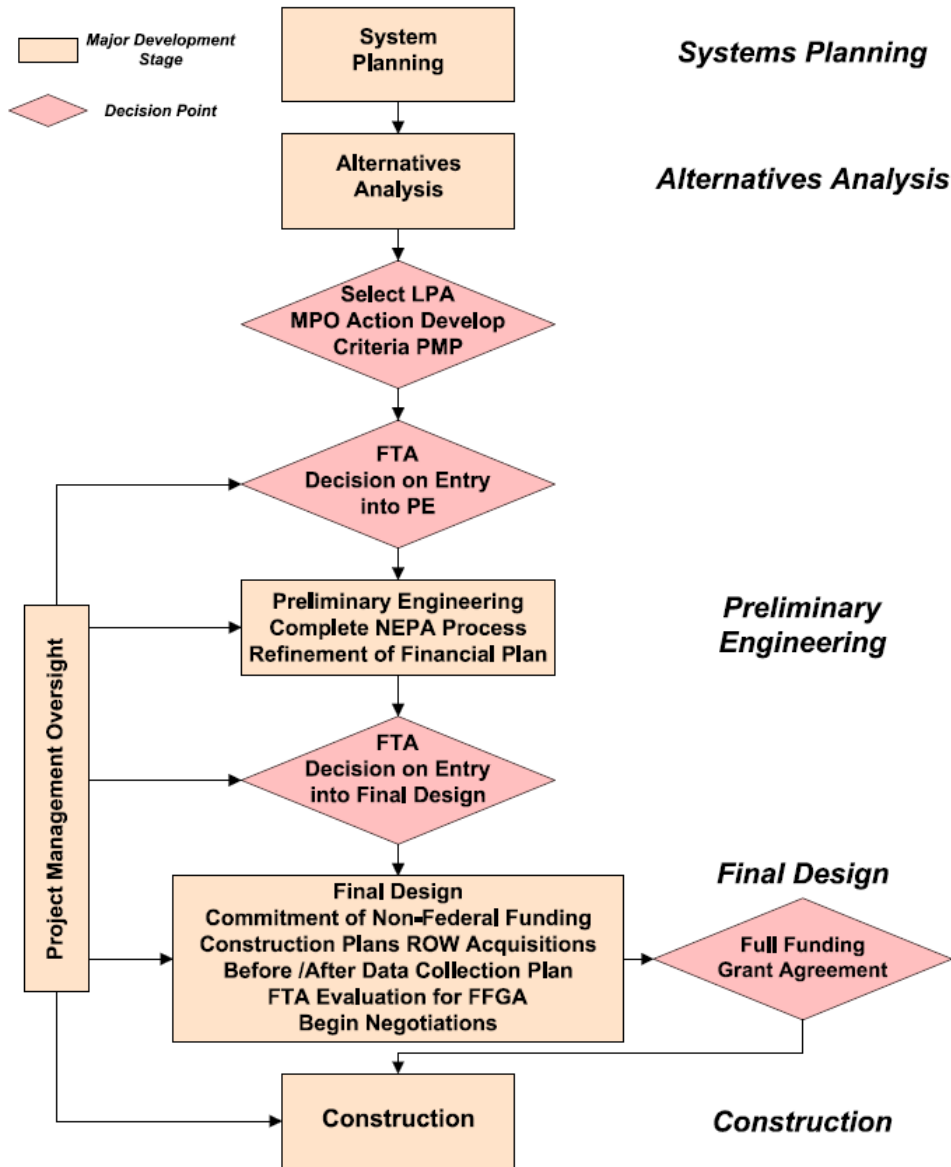 Major Development
Stage
Decision Point
System
Planning
Systems Planning
Alternatives
Analysis
Alternatives Analysis
Select LPA
MPO Action Develop
Criteria PMP
FTA
Decision on Entry
into PE
Preliminary Engineering
Complete NEPA Process
Refinement of Financial Plan
Preliminary
Engineering
Project Management Oversight
FTA
Decision on Entry
into Final Design
Final Design
Final Design
Commitment of Non-Federal Funding
Construction Plans ROW Acquisitions
Before /After Data Collection Plan
FTA Evaluation for FFGA
Begin Negotiations
Full Funding
Grant Agreement
Construction
Construction